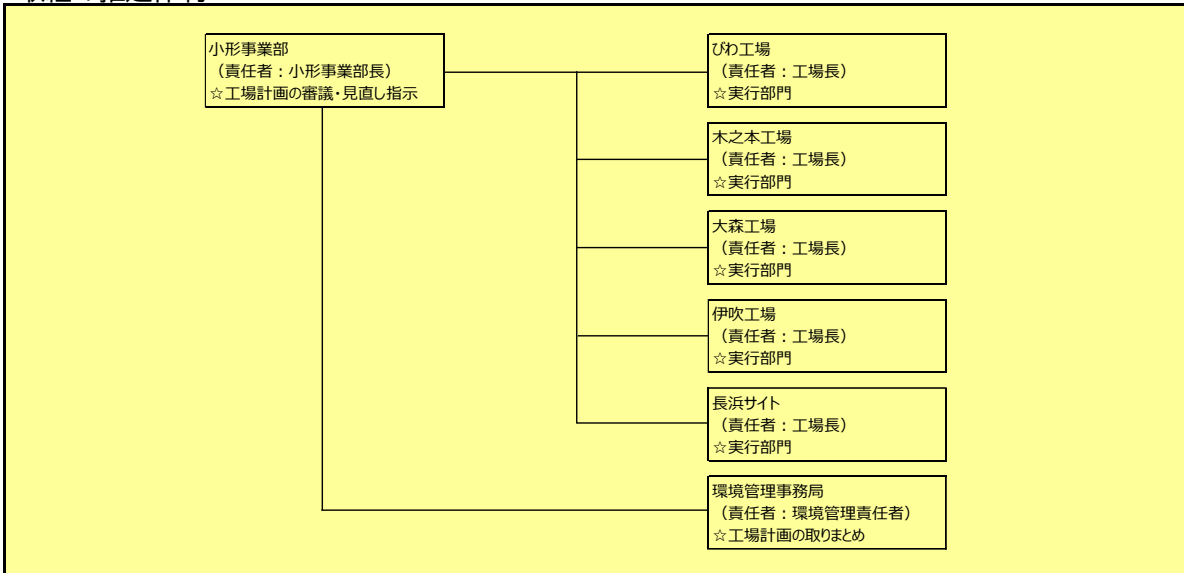 小形事業部
（責任者：小形事業部長）
☆工場計画の審議・見直し指示
びわ工場
（責任者：工場長）
☆実行部門
木之本工場
（責任者：工場長）
☆実行部門
大森工場
（責任者：工場長）
☆実行部門
伊吹工場
（責任者：工場長）
☆実行部門
長浜サイト
（責任者：工場長）
☆実行部門
環境管理事務局
（責任者：環境管理責任者）
☆工場計画の取りまとめ